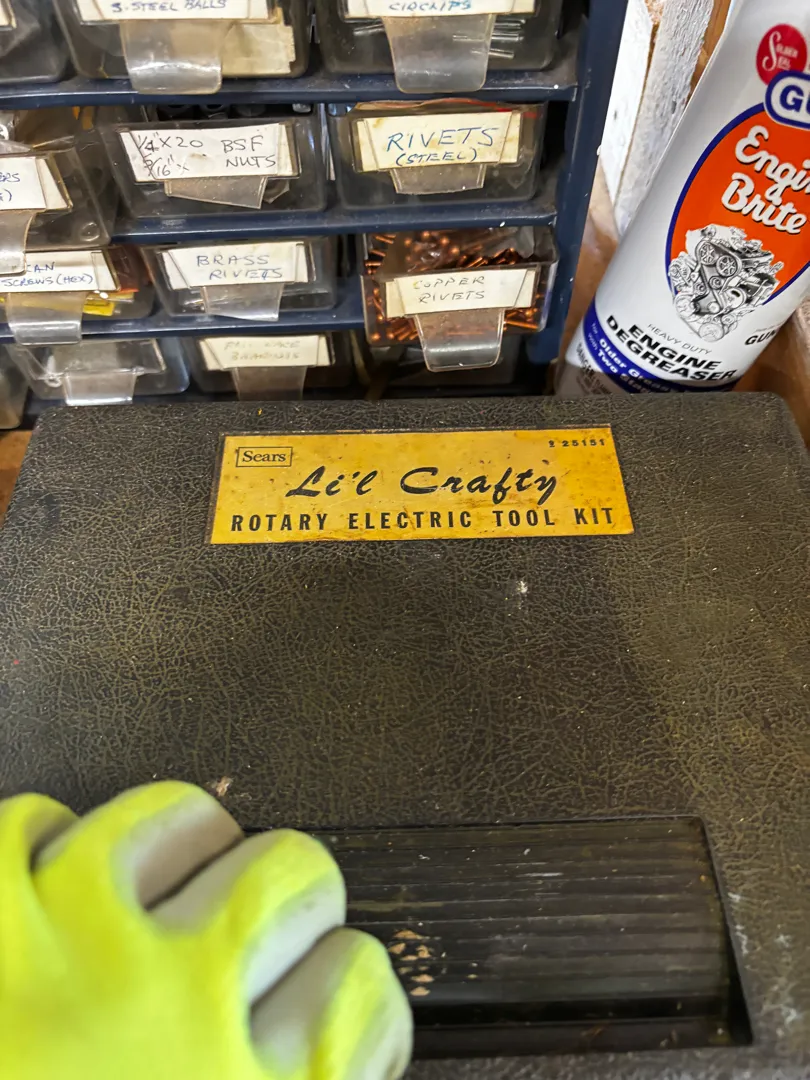 S. STEEL BALLS
CIRCLIPS
1/4" X 20 BSF
5/16" X NUTS
RIVETS
(STEEL)
SCREWS (HEX)
BRASS
RIVETS
COPPER
RIVETS
Engine
Brite
HEAVY DUTY
ENGINE
DEGREASER
Sears
2 25151
Li'l Crafty
ROTARY ELECTRIC TOOL KIT